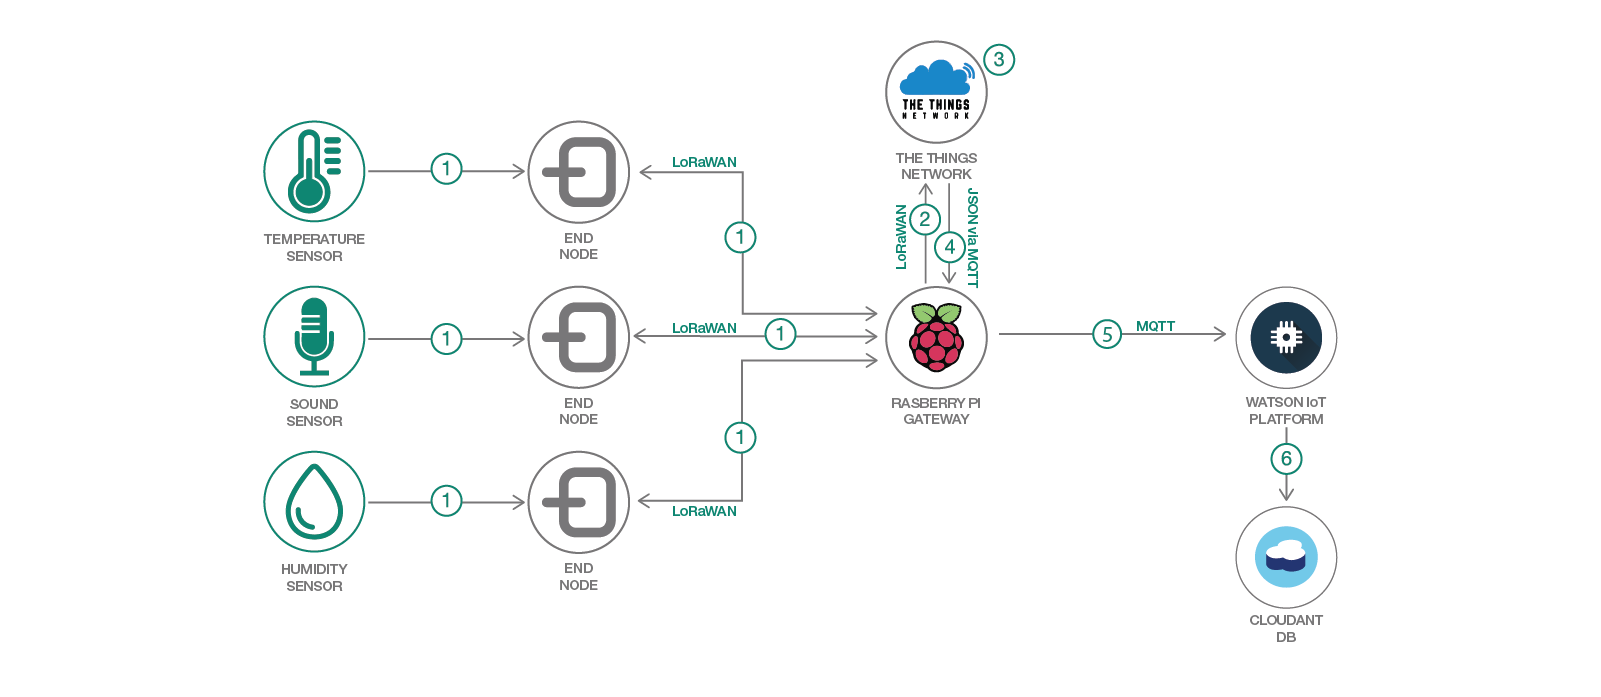 THE THINGS
NETWORK
3
THE THINGS
NETWORK
1
LoRaWAN
TEMPERATURE
SENSOR
END
NODE
1
LoRaWAN
2
4
JSON via MQTT
1
LoRaWAN
1
5
MQTT
SOUND
SENSOR
END
NODE
RASBERRY PI
GATEWAY
WATSON IoT
PLATFORM
1
6
1
LoRaWAN
HUMIDITY
SENSOR
END
NODE
CLOUDANT
DB